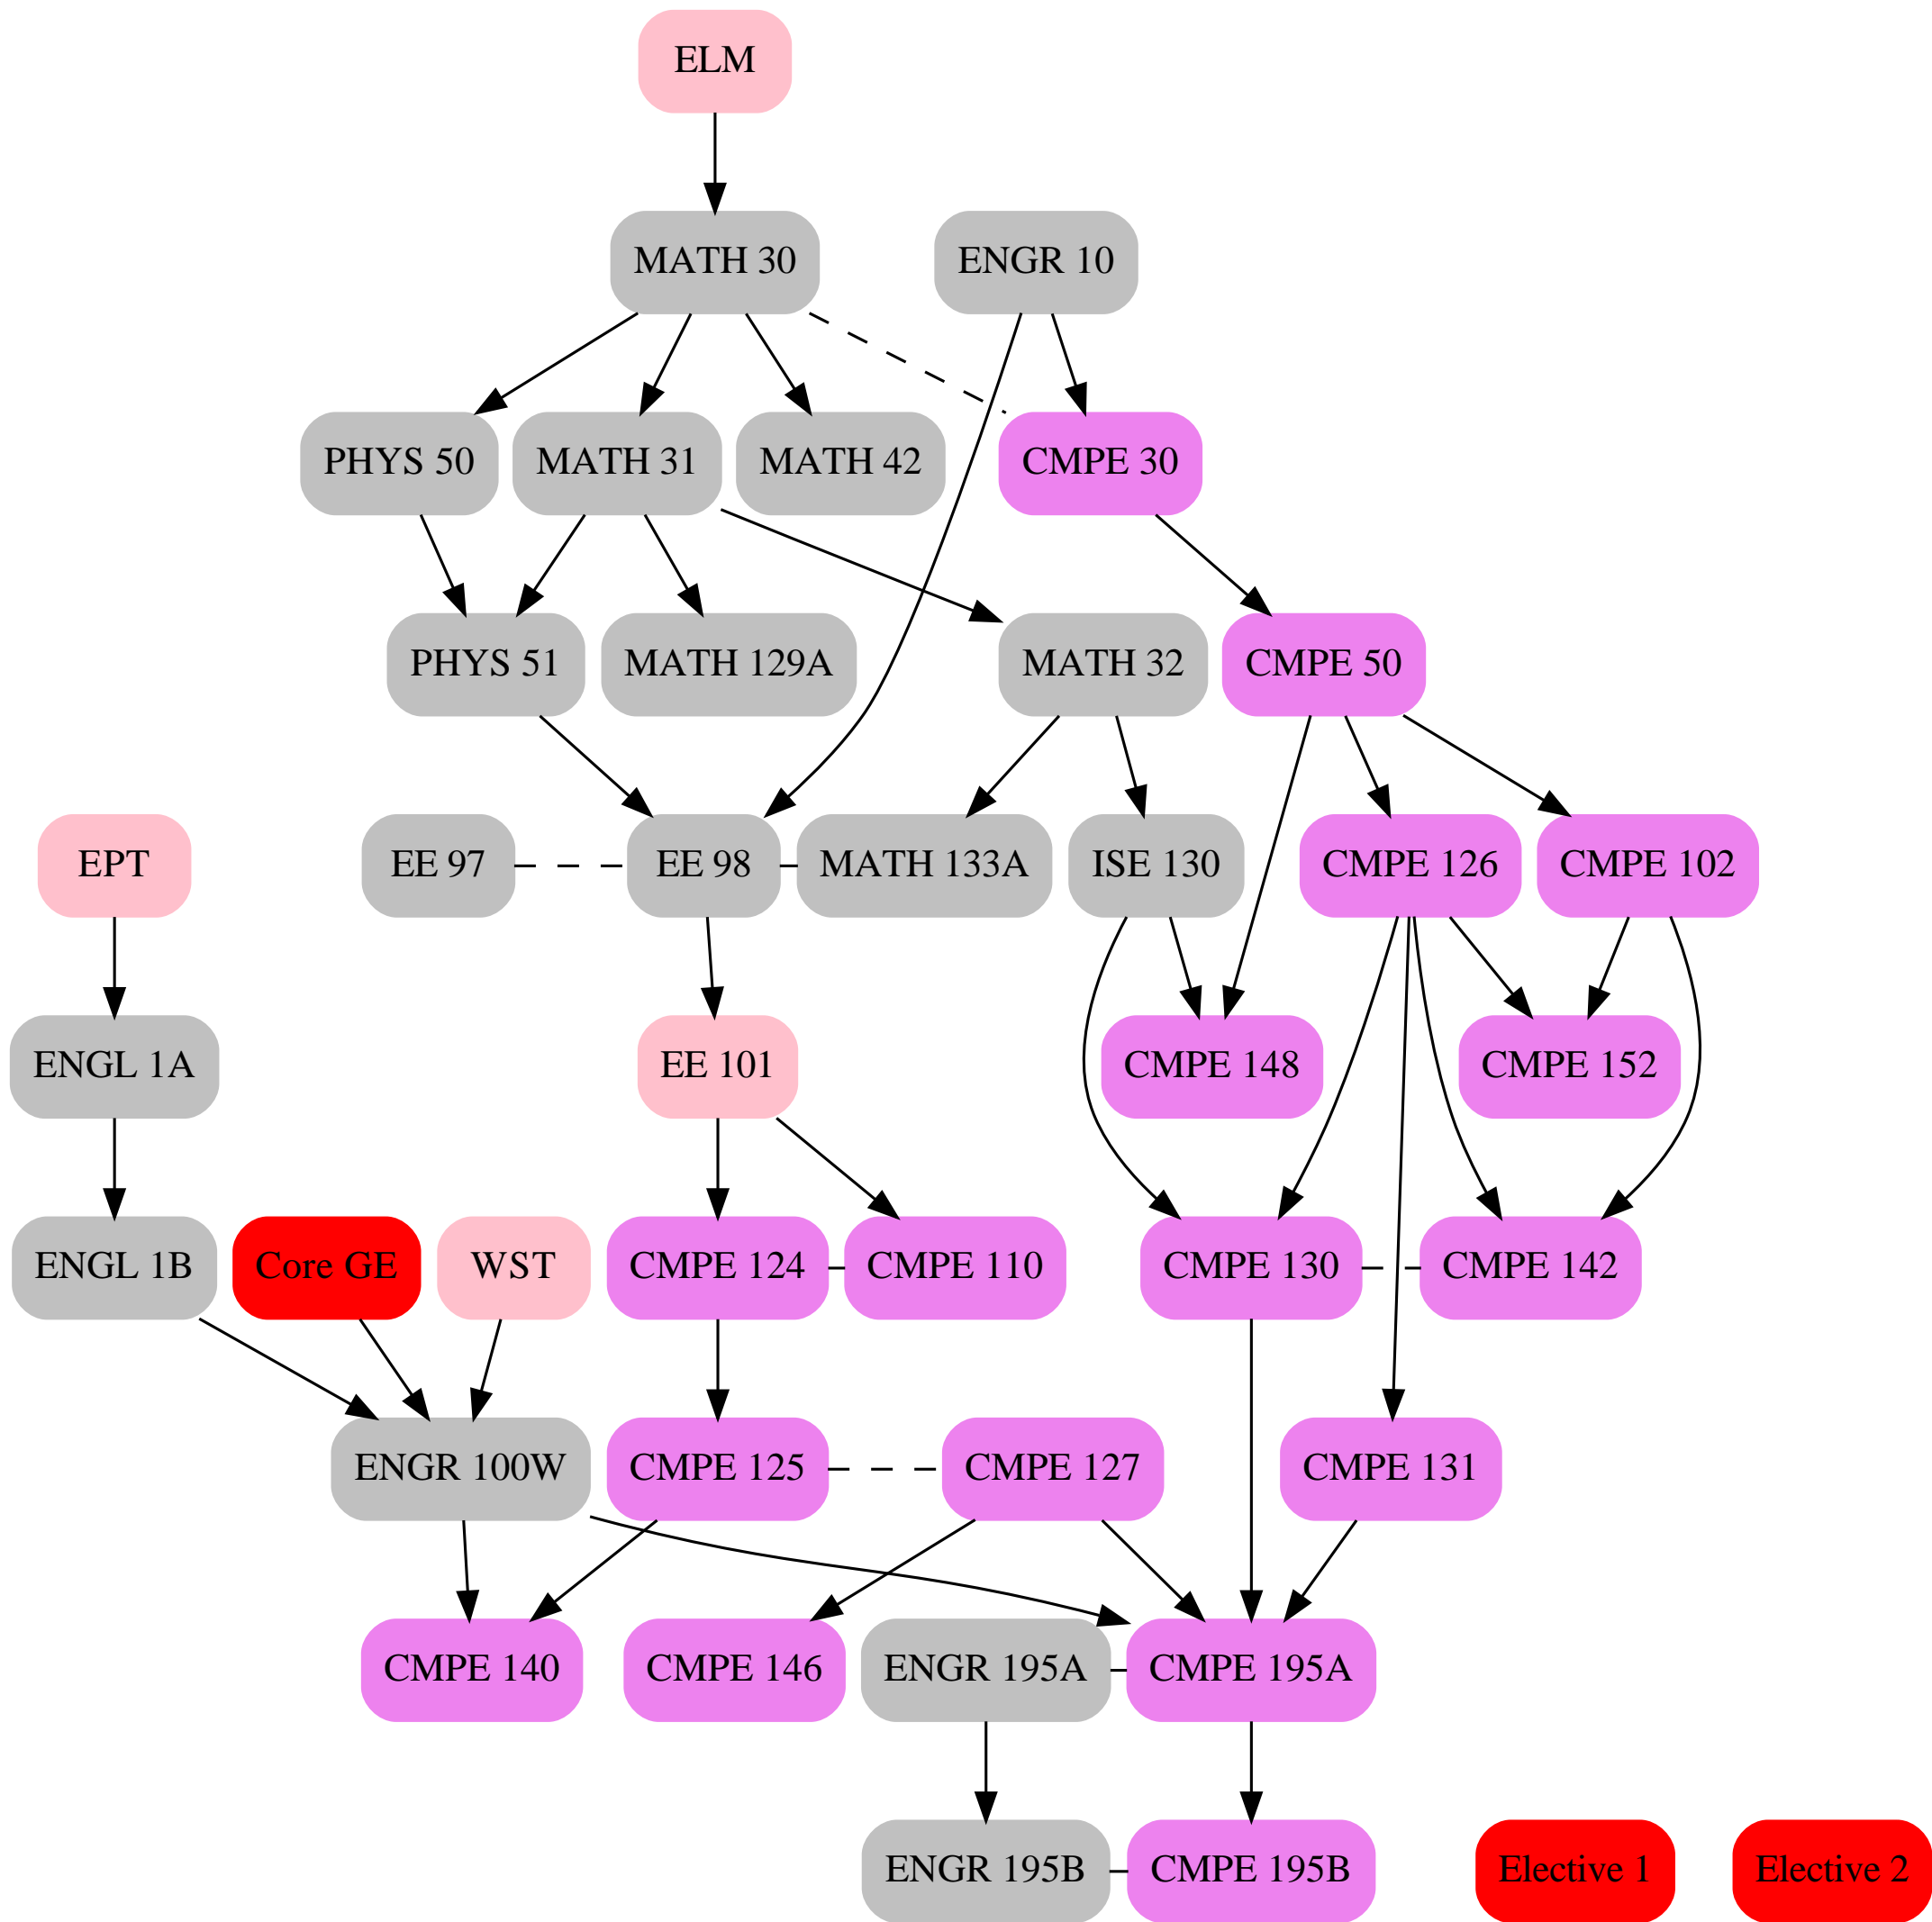 ELM
MATH 30
ENGR 10
PHYS 50
MATH 31
MATH 42
CMPE 30
PHYS 51
MATH 129A
MATH 32
CMPE 50
EPT
EE 97
EE 98
MATH 133A
ISE 130
CMPE 126
CMPE 102
ENGL 1A
EE 101
CMPE 148
CMPE 152
ENGL 1B
Core GE
WST
CMPE 124
CMPE 110
CMPE 130
CMPE 142
ENGR 100W
CMPE 125
CMPE 127
CMPE 131
CMPE 140
CMPE 146
ENGR 195A
CMPE 195A
ENGR 195B
CMPE 195B
Elective 1
Elective 2